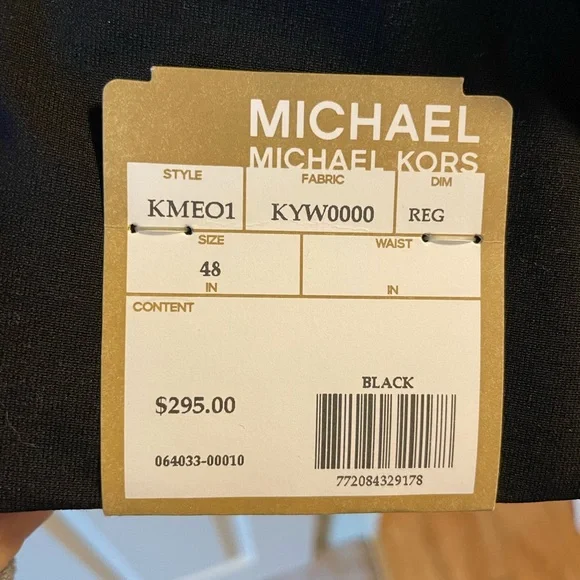 MICHAEL
MICHAEL KORS
STYLE FABRIC DIM
KMEO1 KYW0000 REG
SIZE WAIST
48
IN IN
CONTENT
BLACK
$295.00
064033-00010
772084329178